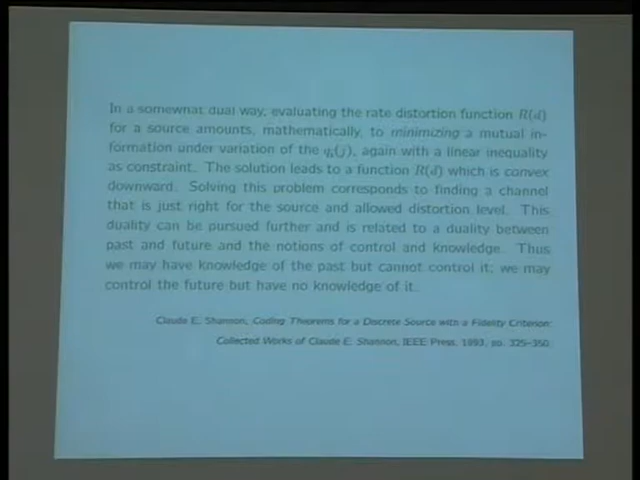 In a somewhat dual way, evaluating the rate distortion function R(d)
for a source amounts, mathematically, to minimizing a mutual in-
formation under variation of the qᵢ(j), again with a linear inequality
as constraint. The solution leads to a function R(d) which is convex
downward. Solving this problem corresponds to finding a channel
that is just right for the source and allowed distortion level. This
duality can be pursued further and is related to a duality between
past and future and the notions of control and knowledge. Thus
we may have knowledge of the past but cannot control it; we may
control the future but have no knowledge of it.
Claude E. Shannon, Coding Theorems for a Discrete Source with a Fidelity Criterion;
Collected Works of Claude E. Shannon, IEEE Press, 1993, pp. 325–350